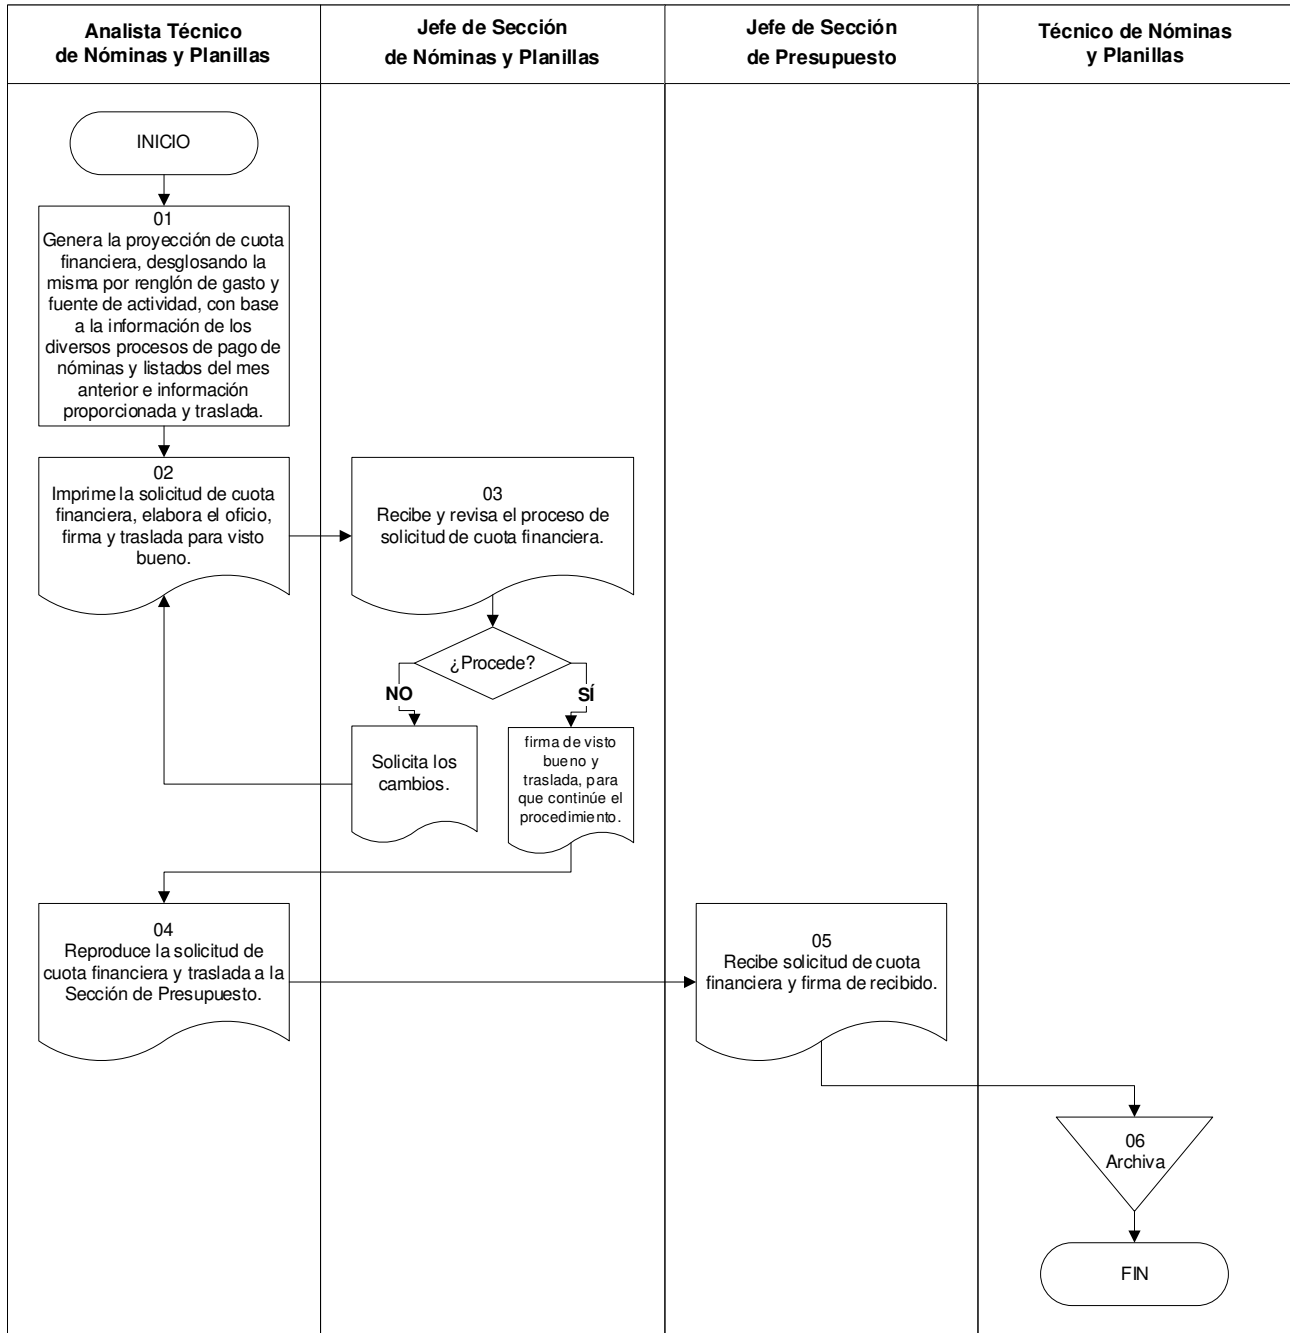 Analista Técnico
de Nóminas y Planillas
Jefe de Sección
de Nóminas y Planillas
Jefe de Sección
de Presupuesto
Técnico de Nóminas
y Planillas
INICIO
01
Genera la proyección de cuota
financiera, desglosando la
misma por renglón de gasto y
fuente de actividad, con base
a la información de los
diversos procesos de pago de
nóminas y listados del mes
anterior e información
proporcionada y traslada.
02
Imprime la solicitud de cuota
financiera, elabora el oficio,
firma y traslada para visto
bueno.
03
Recibe y revisa el proceso de
solicitud de cuota financiera.
¿Procede?
NO
SÍ
Solicita los
cambios.
firma de visto
bueno y
traslada, para
que continúe el
procedimiento.
04
Reproduce la solicitud de
cuota financiera y traslada a la
Sección de Presupuesto.
05
Recibe solicitud de cuota
financiera y firma de recibido.
06
Archiva
FIN